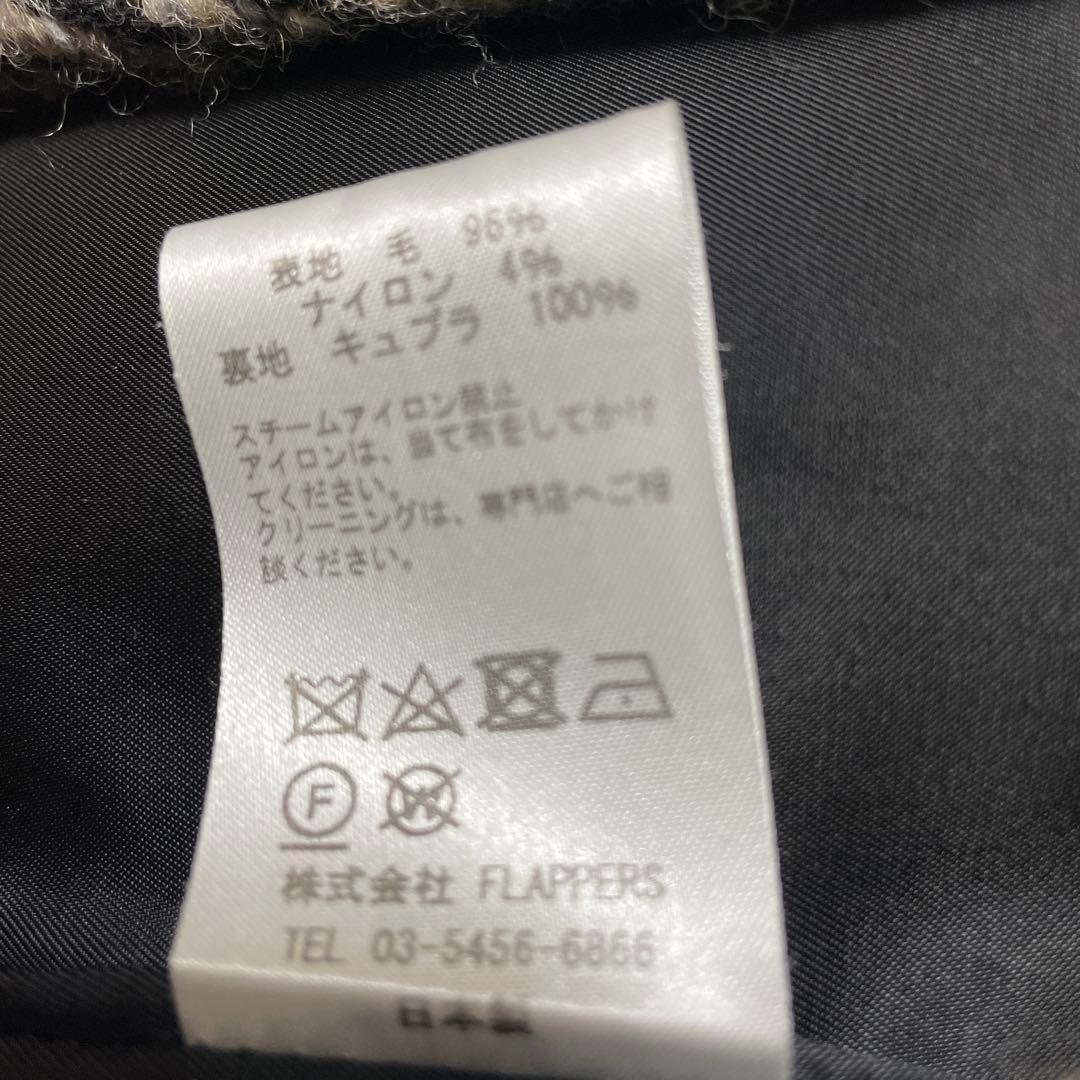 表地 毛 96%
ナイロン 4%
裏地 キュプラ 100%
スチームアイロン禁止
アイロンは、当て布をしてかけ
てください。
クリーニングは、専門店へご相
談ください。
F W
株式会社 FLAPPERS
TEL 03-5456-6866
日本製